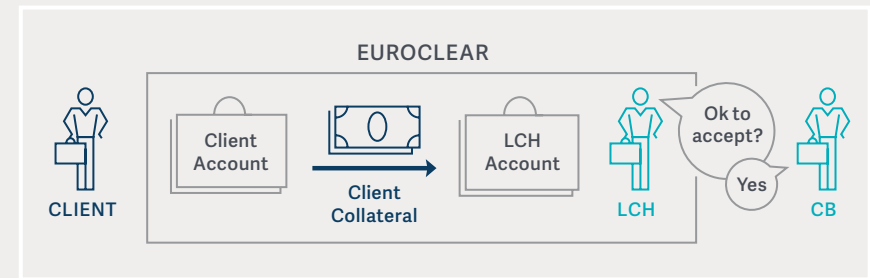 EUROCLEAR
Client
Account
Client
Collateral
LCH
Account
Ok to
accept?
Yes
CLIENT
LCH
CB